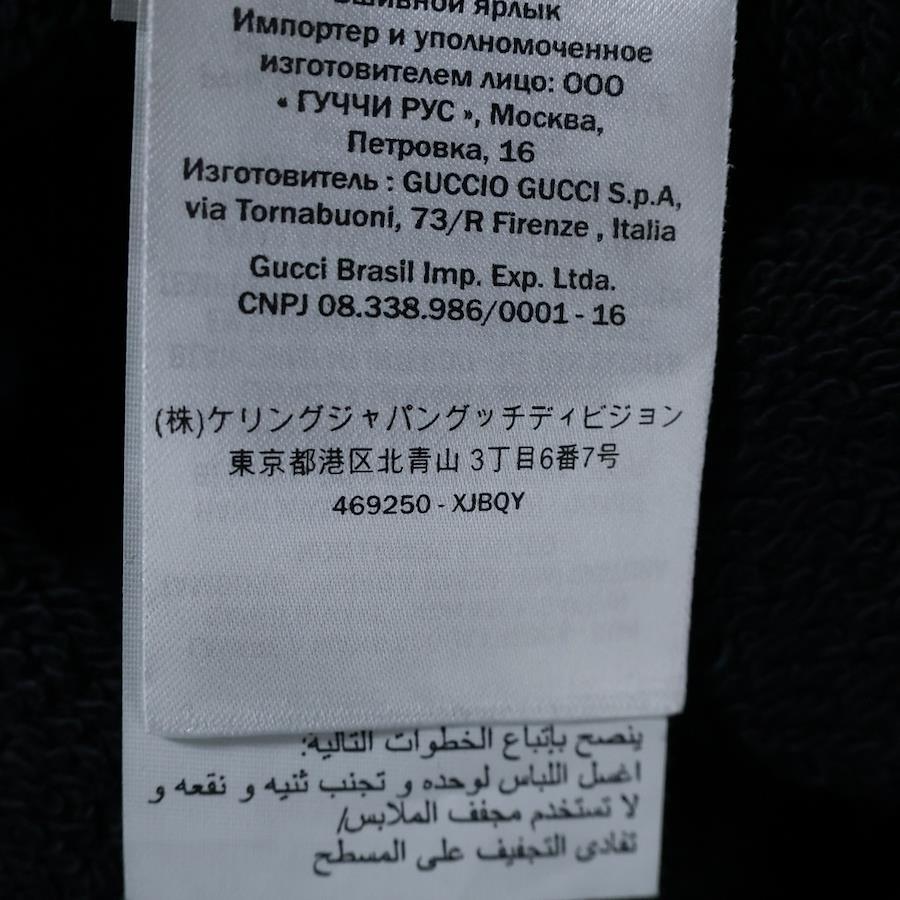 Вшивной ярлык
Импортер и уполномоченное
изготовителем лицо: ООО
« ГУЧЧИ РУС », Москва,
Петровка, 16
Изготовитель : GUCCIO GUCCI S.p.A,
via Tornabuoni, 73/R Firenze , Italia
Gucci Brasil Imp. Exp. Ltda.
CNPJ 08.338.986/0001 - 16
(株)ケリングジャパングッチディビジョン
東京都港区北青山 3丁目6番7号
469250 - XJBQY
ينصح بإتباع الخطوات التالية:
اغسل اللباس لوحده و تجنب ثنيه و نقعه و
لا تستخدم مجفف الملابس/
تفادى التجفيف على المسطح